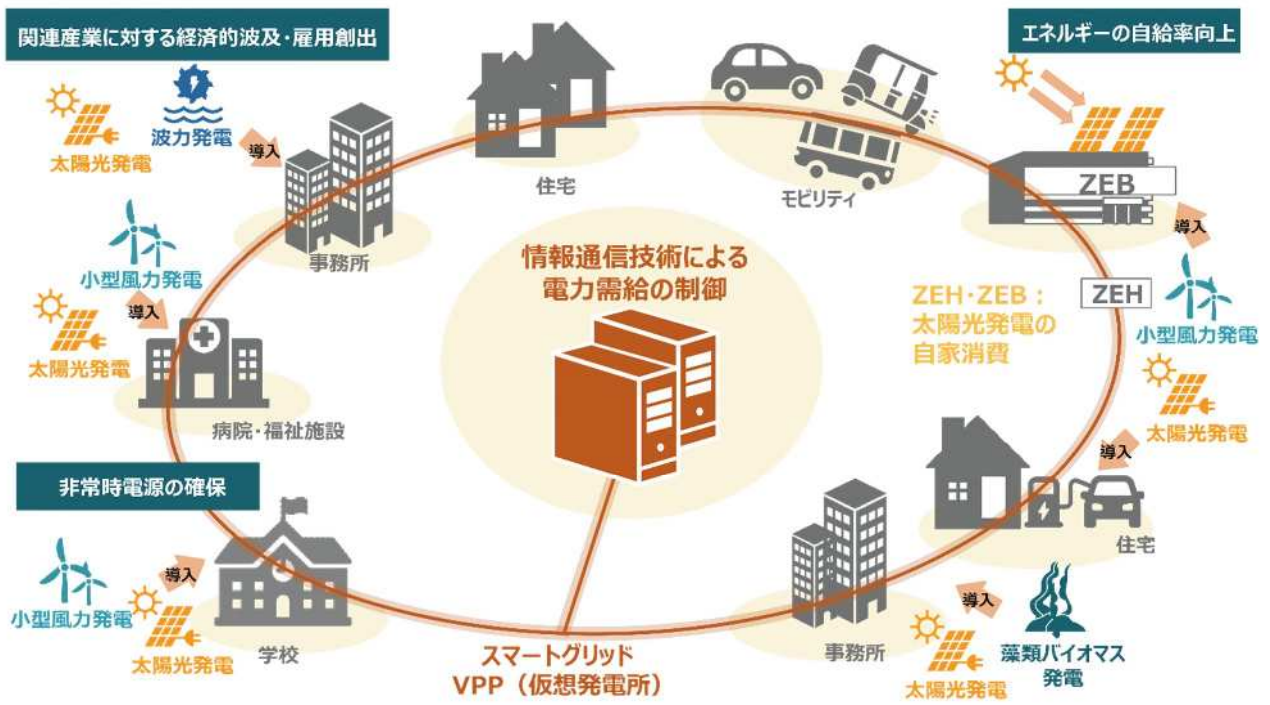 関連産業に対する経済的波及・雇用創出
エネルギーの自給率向上
波力発電
太陽光発電
導入
事務所
住宅
モビリティ
ZEB
導入
小型風力発電
太陽光発電
導入
病院・福祉施設
情報通信技術による
電力需給の制御
ZEH・ZEB：
太陽光発電の
自家消費
ZEH
小型風力発電
太陽光発電
導入
住宅
非常時電源の確保
小型風力発電
太陽光発電
導入
学校
スマートグリッド
VPP（仮想発電所）
事務所
導入
太陽光発電
藻類バイオマス
発電